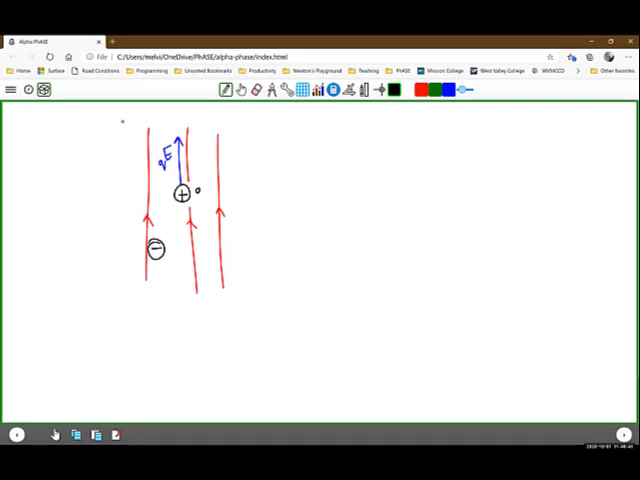 Alpha-PhASE
File C:/Users/melvi/OneDrive/PhASE/alpha-phase/index.html
Home Surface Road Conditions Programming Unsorted Bookmarks Productivity Newton's Playground Teaching PhASE Mission College West Valley College WVMCCD Other favorites
qE
+
−